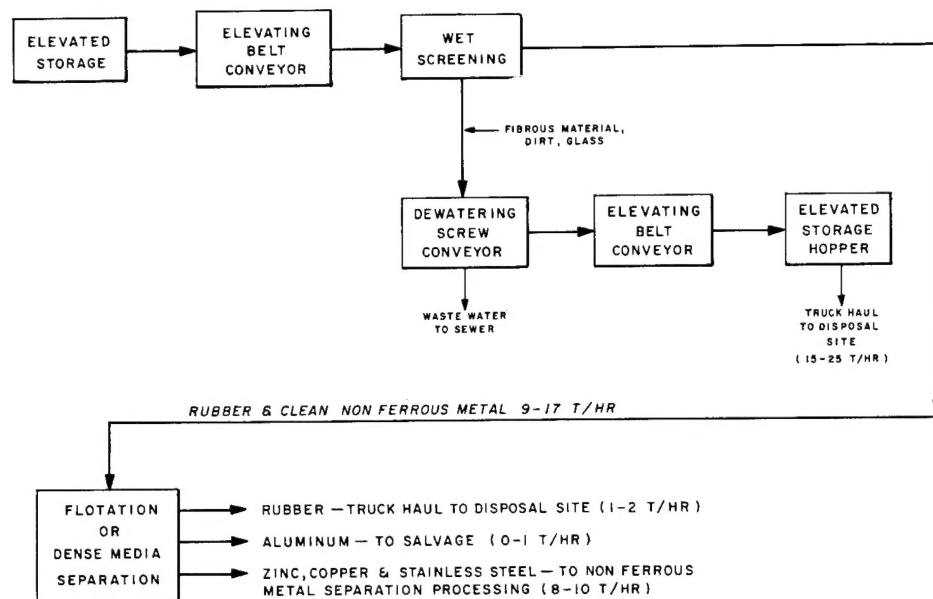 ELEVATED
STORAGE
ELEVATING
BELT
CONVEYOR
WET
SCREENING
FIBROUS MATERIAL,
DIRT, GLASS
DEWATERING
SCREW
CONVEYOR
ELEVATING
BELT
CONVEYOR
ELEVATED
STORAGE
HOPPER
WASTE WATER
TO SEWER
TRUCK HAUL
TO DISPOSAL
SITE
(15-25 T/HR)
RUBBER & CLEAN NON FERROUS METAL 9-17 T/HR
FLOTATION
OR
DENSE MEDIA
SEPARATION
RUBBER — TRUCK HAUL TO DISPOSAL SITE (1-2 T/HR)
ALUMINUM — TO SALVAGE (0-1 T/HR)
ZINC, COPPER & STAINLESS STEEL — TO NON FERROUS
METAL SEPARATION PROCESSING (8-10 T/HR)